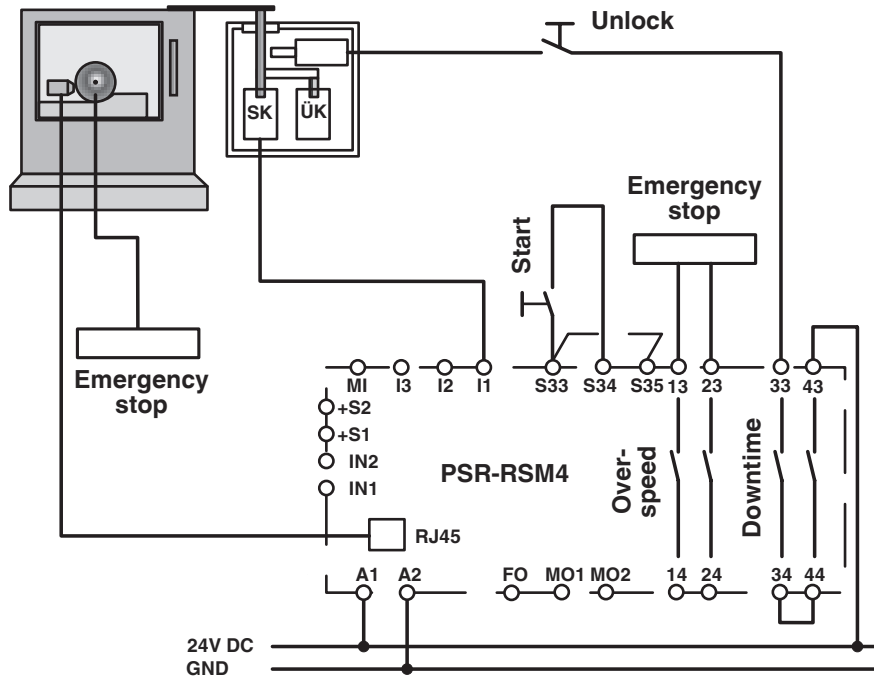 Unlock
SK ÜK
Emergency
stop
Start
Emergency
stop
MI I3 I2 I1 S33 S34 S35 13 23 33 43
+S2
+S1
IN2
IN1
PSR-RSM4
Over-
speed
Downtime
RJ45
A1 A2 FO MO1 MO2 14 24 34 44
24V DC
GND